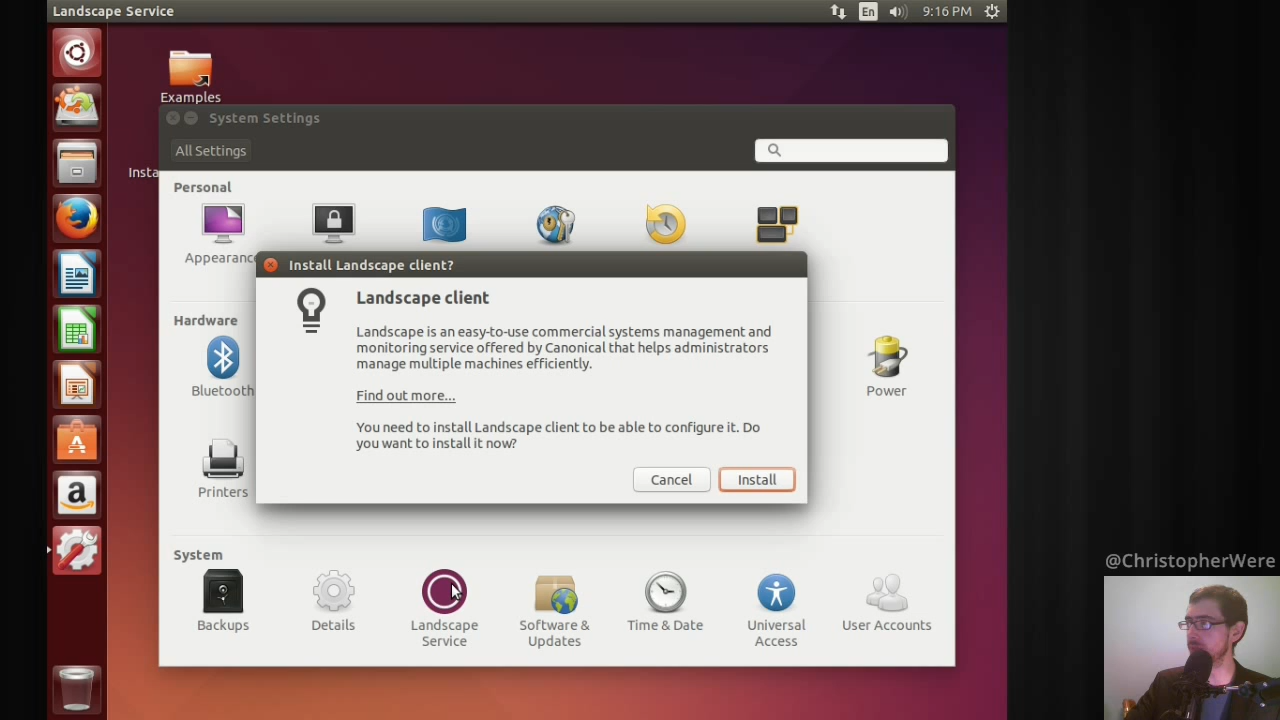 Landscape Service
En
9:16 PM
Examples
System Settings
All Settings
Insta
Personal
Appearanc
Install Landscape client?
Landscape client
Landscape is an easy-to-use commercial systems management and
monitoring service offered by Canonical that helps administrators
manage multiple machines efficiently.
Find out more...
You need to install Landscape client to be able to configure it. Do
you want to install it now?
Cancel
Install
Hardware
Bluetooth
Power
Printers
System
Backups
Details
Landscape
Service
Software &
Updates
Time & Date
Universal
Access
User Accounts
@ChristopherWere